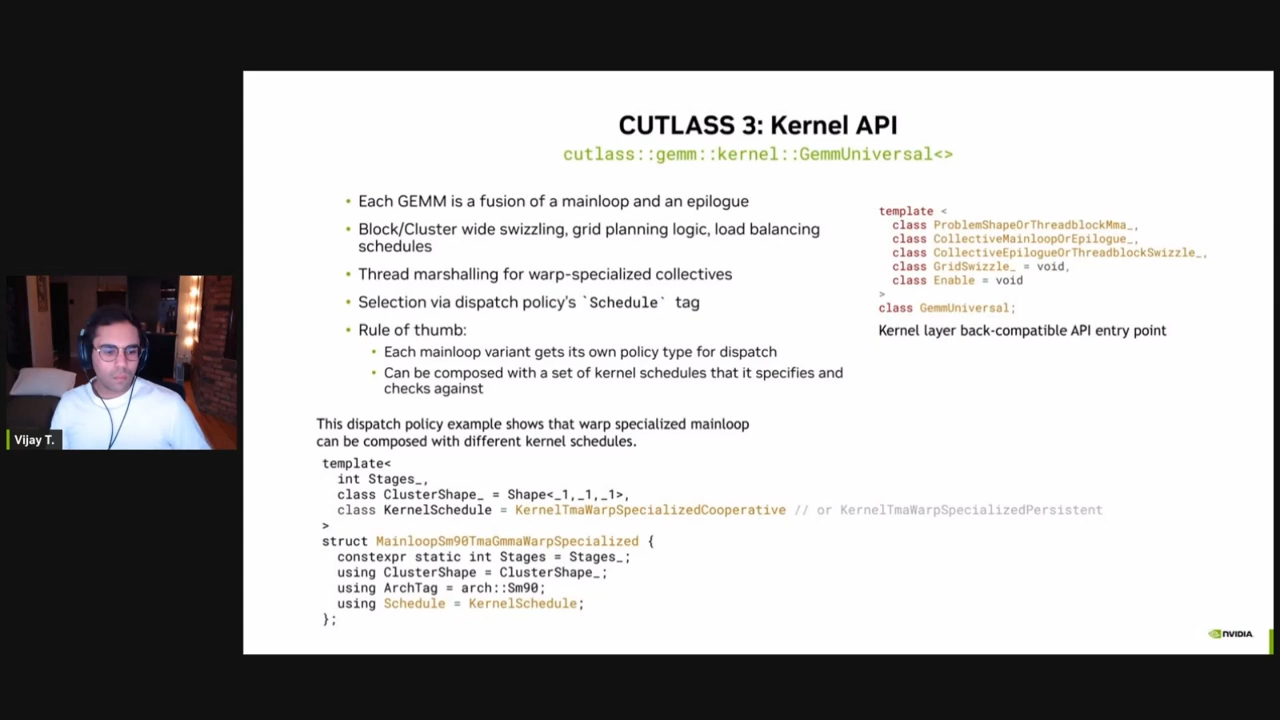 CUTLASS 3: Kernel API
cutlass::gemm::kernel::GemmUniversal<>
• Each GEMM is a fusion of a mainloop and an epilogue
• Block/Cluster wide swizzling, grid planning logic, load balancing
schedules
• Thread marshalling for warp-specialized collectives
• Selection via dispatch policy's `Schedule` tag
• Rule of thumb:
• Each mainloop variant gets its own policy type for dispatch
• Can be composed with a set of kernel schedules that it specifies and
checks against
template <
class ProblemShapeOrThreadblockMma_,
class CollectiveMainloopOrEpilogue_,
class CollectiveEpilogueOrThreadblockSwizzle_,
class GridSwizzle_ = void,
class Enable = void
>
class GemmUniversal;
Kernel layer back-compatible API entry point
This dispatch policy example shows that warp specialized mainloop
can be composed with different kernel schedules.
template<
int Stages_,
class ClusterShape_ = Shape<_1,_1,_1>,
class KernelSchedule = KernelTmaWarpSpecializedCooperative // or KernelTmaWarpSpecializedPersistent
>
struct MainloopSm90TmaGmmaWarpSpecialized {
constexpr static int Stages = Stages_;
using ClusterShape = ClusterShape_;
using ArchTag = arch::Sm90;
using Schedule = KernelSchedule;
};
Vijay T.
NVIDIA